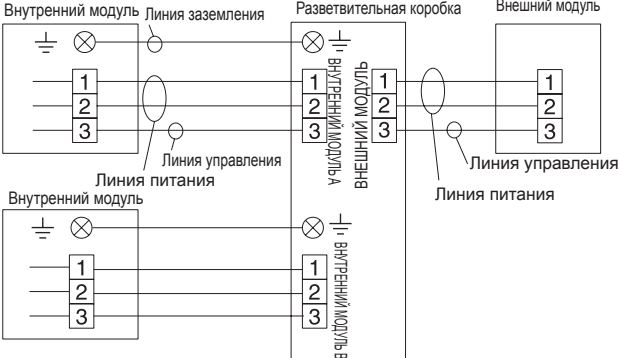 Внутренний модуль
Линия заземления
Разветвительная коробка
Внешний модуль
1
2
3
1
2
3
ВНУТРЕННИЙ МОДУЛЬ A
ВНЕШНИЙ МОДУЛЬ
1
2
3
1
2
3
Линия управления
Линия питания
Линия управления
Линия питания
Внутренний модуль
1
2
3
1
2
3
ВНУТРЕННИЙ МОДУЛЬ B